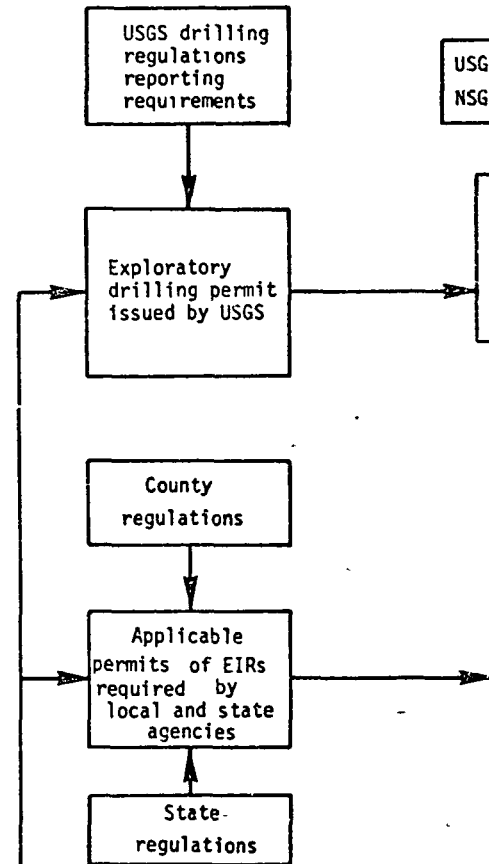 USGS drilling
regulations
reporting
requirements
USG
NSG
Exploratory
drilling permit
issued by USGS
County
regulations
Applicable
permits of EIRs
required by
local and state
agencies
State
regulations